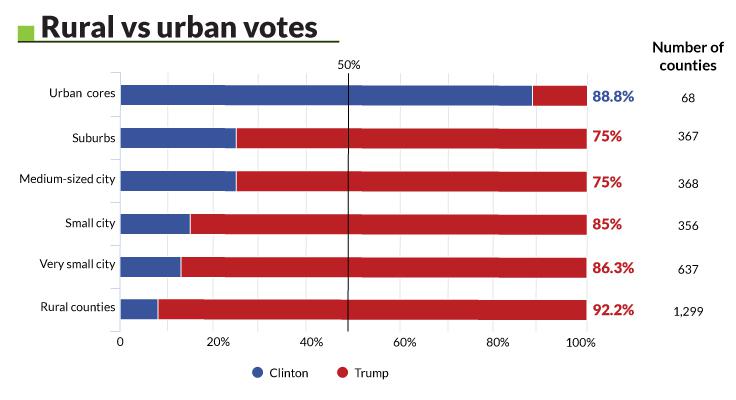 Rural vs urban votes
Number of
counties
50%
Urban cores 88.8% 68
Suburbs 75% 367
Medium-sized city 75% 368
Small city 85% 356
Very small city 86.3% 637
Rural counties 92.2% 1,299
0 20% 40% 60% 80% 100%
Clinton Trump